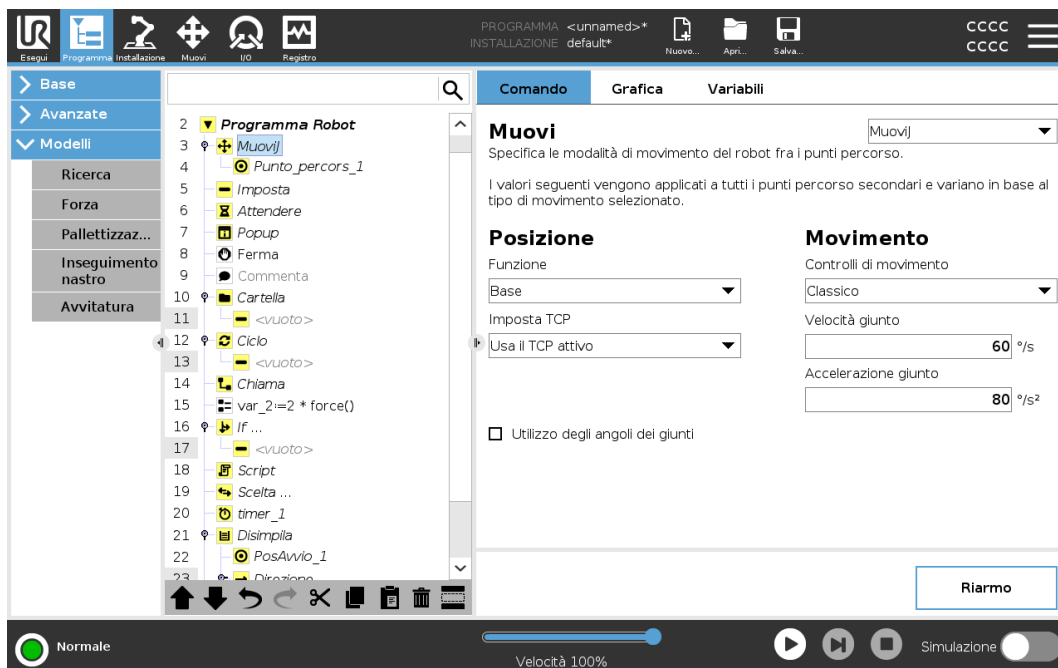 UR
PROGRAMMA <unnamed>*
INSTALLAZIONE default*
CCCC
CCCC
Esegui
Programma
Installazione
Muovi
I/O
Registro
Nuovo...
Apri...
Salva...
Base
Avanzate
Modelli
Ricerca
Forza
Pallettizzaz...
Inseguimento
nastro
Avvitatura
2 Programma Robot
3 MuoviJ
4 Punto_percors_1
5 Imposta
6 Attendere
7 Popup
8 Ferma
9 Commenta
10 Cartella
11 <vuoto>
12 Ciclo
13 <vuoto>
14 Chiama
15 var_2:=2 * force()
16 If ...
17 <vuoto>
18 Script
19 Scelta ...
20 timer_1
21 Disimpila
22 PosAvvio_1
23 Direzione
Comando
Grafica
Variabili
Muovi
MuoviJ
Specifica le modalità di movimento del robot fra i punti percorso.
I valori seguenti vengono applicati a tutti i punti percorso secondari e variano in base al
tipo di movimento selezionato.
Posizione
Funzione
Base
Imposta TCP
Usa il TCP attivo
Utilizzo degli angoli dei giunti
Movimento
Controlli di movimento
Classico
Velocità giunto
60 °/s
Accelerazione giunto
80 °/s²
Riarmo
Normale
Velocità 100%
Simulazione